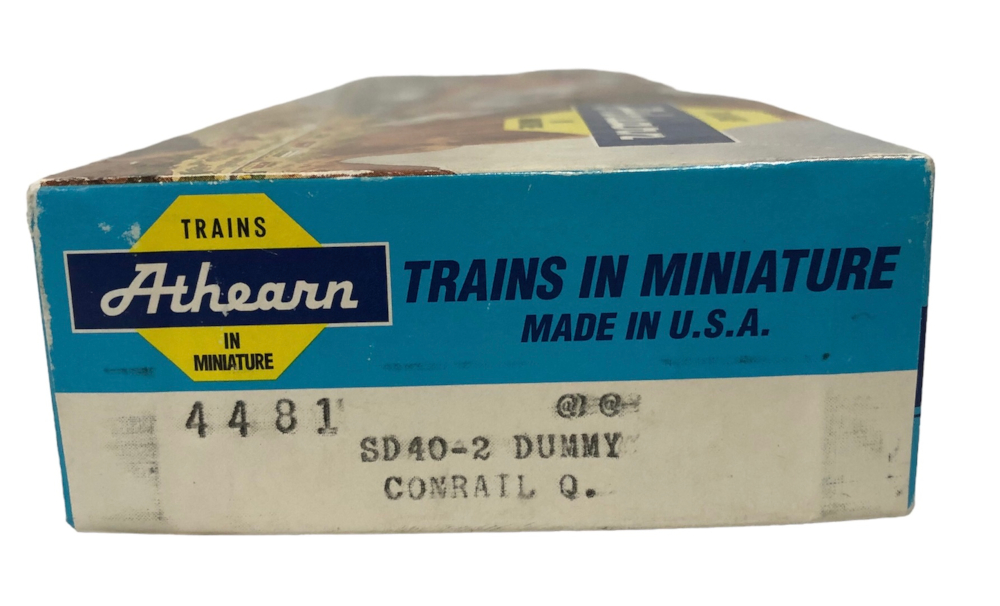 TRAINS
Athearn
IN
MINIATURE
TRAINS IN MINIATURE
MADE IN U.S.A.
4481
@) @
SD40-2 DUMMY
CONRAIL Q.